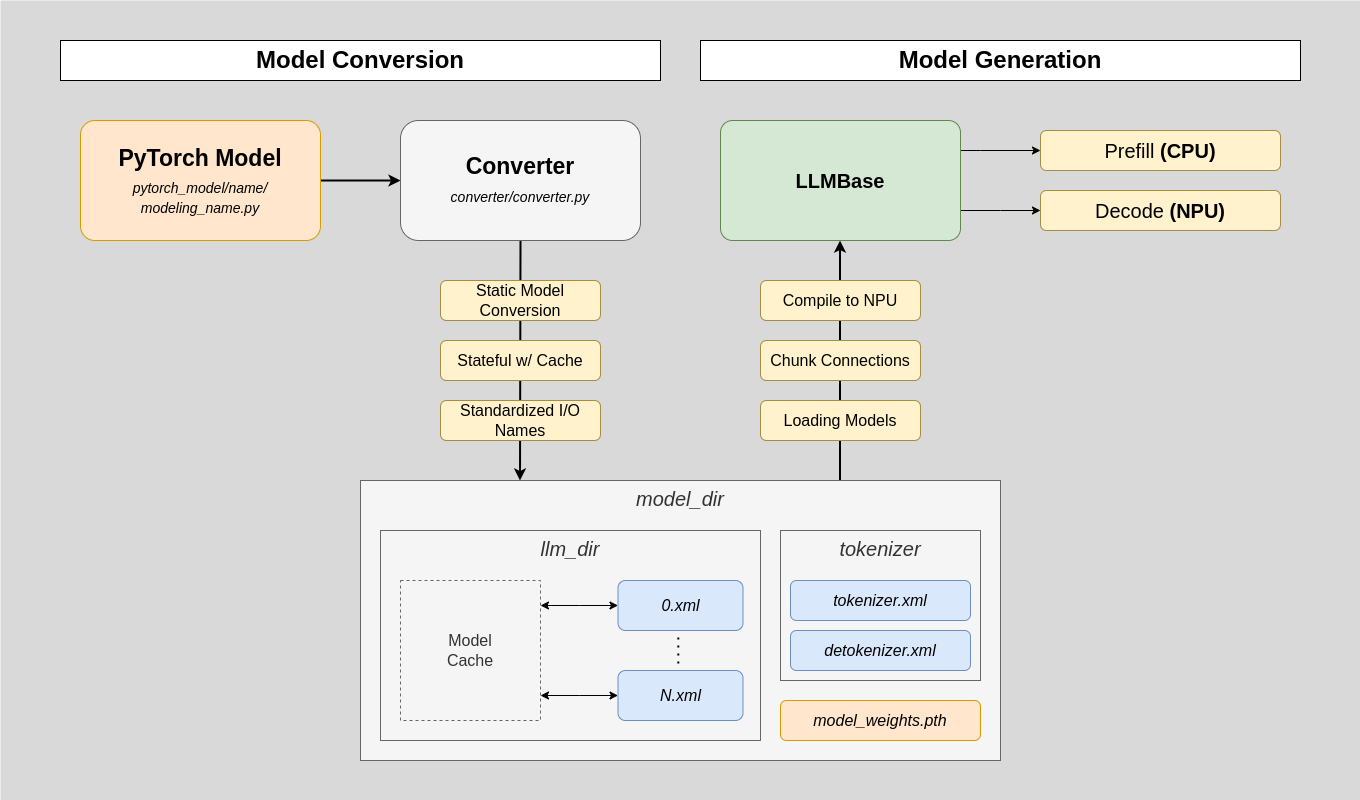 Model Conversion
Model Generation
PyTorch Model
pytorch_model/name/
modeling_name.py
Converter
converter/converter.py
LLMBase
Prefill (CPU)
Decode (NPU)
Static Model
Conversion
Stateful w/ Cache
Standardized I/O
Names
Compile to NPU
Chunk Connections
Loading Models
model_dir
llm_dir
Model
Cache
0.xml
N.xml
tokenizer
tokenizer.xml
detokenizer.xml
model_weights.pth